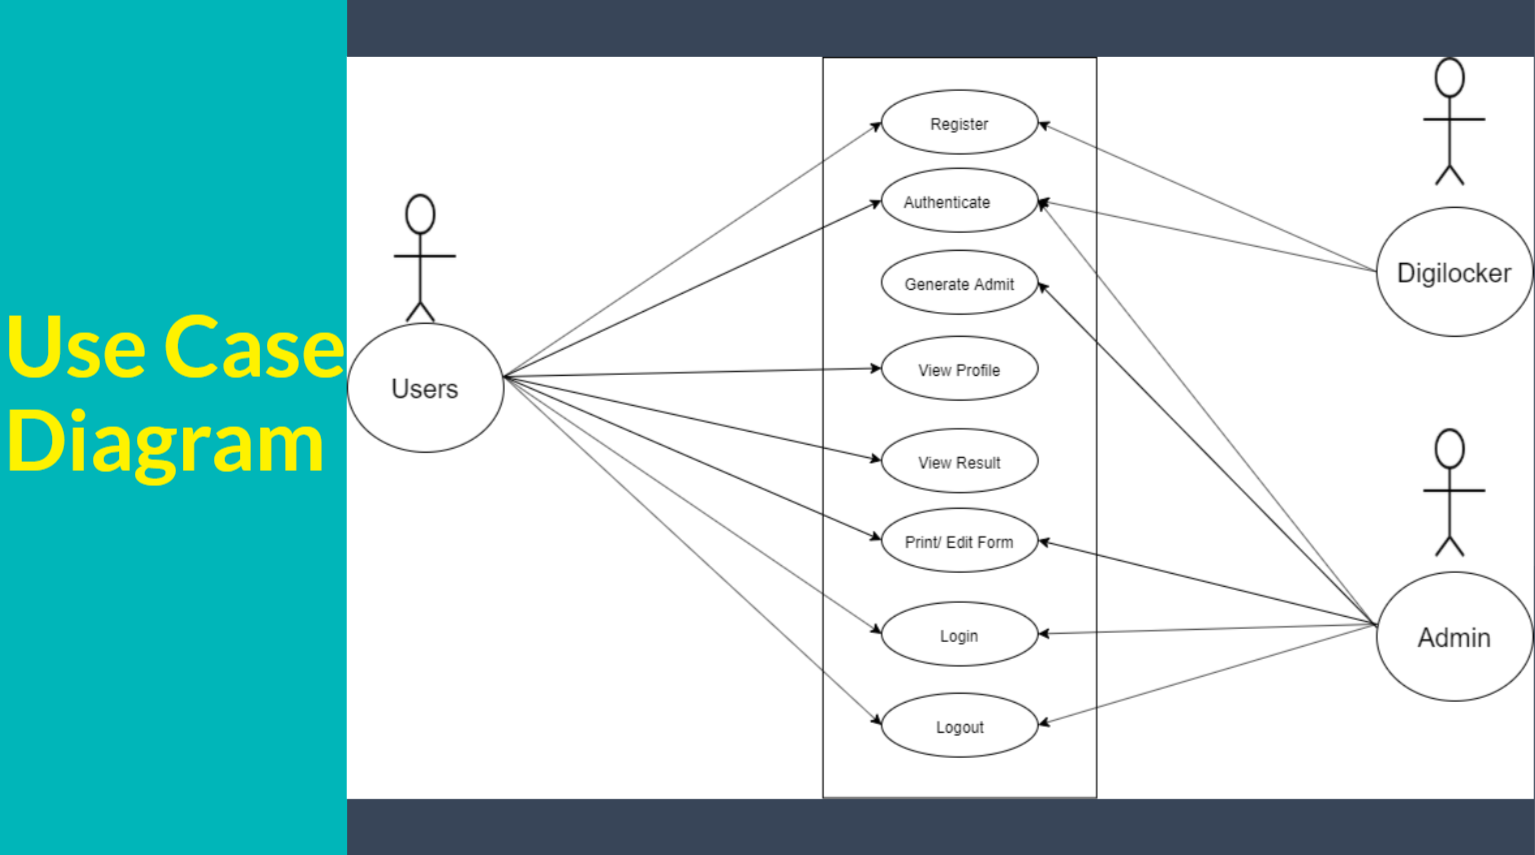 Use Case
Diagram
Users
Register
Authenticate
Generate Admit
View Profile
View Result
Print/ Edit Form
Login
Logout
Digilocker
Admin